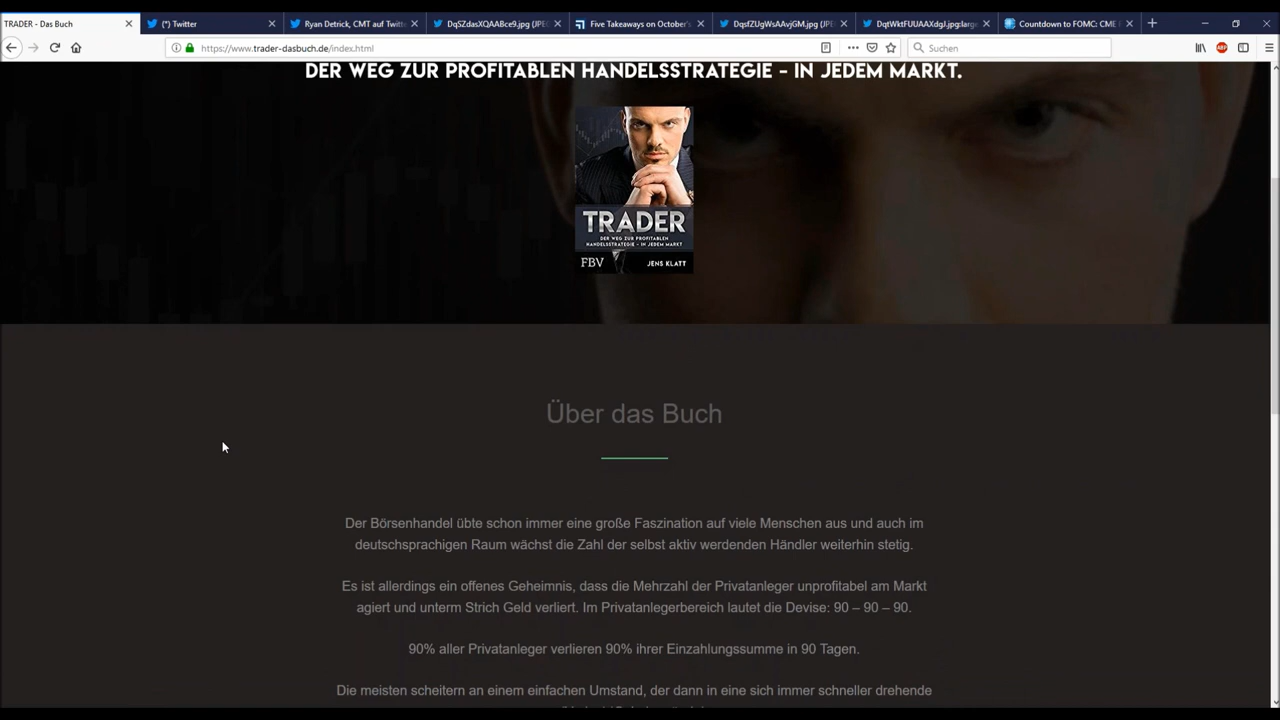 TRADER - Das Buch
(*) Twitter
Ryan Detrick, CMT auf Twitt
DqSZdasXQAABce9.jpg (JPE
Five Takeaways on October's
DqsfZUgWsAAvjGM.jpg (JPE
DqtWktFUUAAXdgJ.jpg:large
Countdown to FOMC: CME F
https://www.trader-dasbuch.de/index.html
Suchen
ABP
DER WEG ZUR PROFITABLEN HANDELSSTRATEGIE - IN JEDEM MARKT.
TRADER
DER WEG ZUR PROFITABLEN
HANDELSSTRATEGIE - IN JEDEM MARKT
FBV
JENS KLATT
Über das Buch
Der Börsenhandel übte schon immer eine große Faszination auf viele Menschen aus und auch im
deutschsprachigen Raum wächst die Zahl der selbst aktiv werdenden Händler weiterhin stetig.
Es ist allerdings ein offenes Geheimnis, dass die Mehrzahl der Privatanleger unprofitabel am Markt
agiert und unterm Strich Geld verliert. Im Privatanlegerbereich lautet die Devise: 90 – 90 – 90.
90% aller Privatanleger verlieren 90% ihrer Einzahlungssumme in 90 Tagen.
Die meisten scheitern an einem einfachen Umstand, der dann in eine sich immer schneller drehende